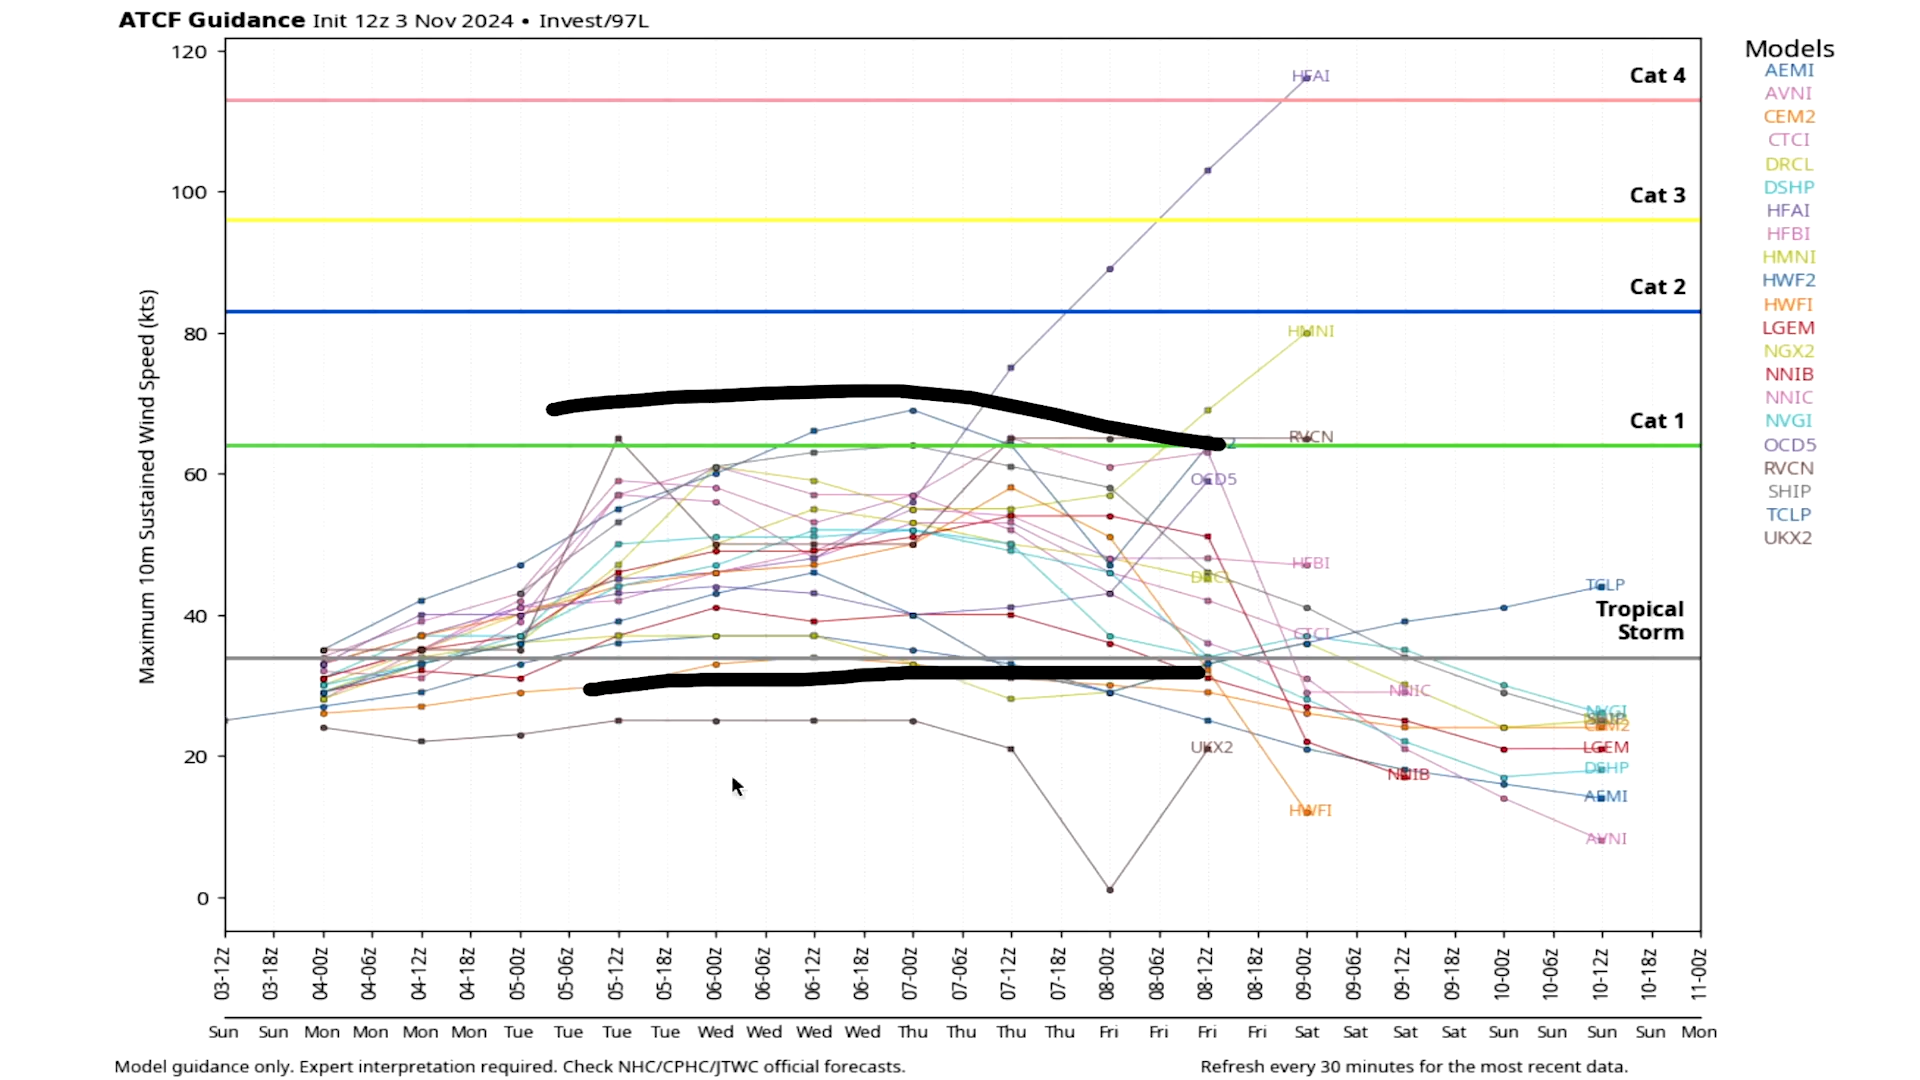 ATCF Guidance Init 12z 3 Nov 2024 • Invest/97L
Models
AEMI
AVNI
CEM2
CTCI
DRCL
DSHP
HFAI
HFBI
HMNI
HWF2
HWFI
LGEM
NGX2
NNIB
NNIC
NVGI
OCD5
RVCN
SHIP
TCLP
UKX2
Maximum 10m Sustained Wind Speed (kts)
120
100
80
60
40
20
0
Cat 4
Cat 3
Cat 2
Cat 1
Tropical
Storm
HFAI
HMNI
RVCN
2
OCD5
HFBI
TCLP
CTCI
NNIC
NVGI
CEM2
UKX2
LGEM
DSHP
NNIB
AEMI
HWFI
AVNI
03-12Z 03-18Z 04-00Z 04-06Z 04-12Z 04-18Z 05-00Z 05-06Z 05-12Z 05-18Z 06-00Z 06-06Z 06-12Z 06-18Z 07-00Z 07-06Z 07-12Z 07-18Z 08-00Z 08-06Z 08-12Z 08-18Z 09-00Z 09-06Z 09-12Z 09-18Z 10-00Z 10-06Z 10-12Z 10-18Z 11-00Z
Sun Sun Mon Mon Mon Mon Tue Tue Tue Tue Wed Wed Wed Wed Thu Thu Thu Thu Fri Fri Fri Fri Sat Sat Sat Sat Sun Sun Sun Sun Mon
Model guidance only. Expert interpretation required. Check NHC/CPHC/JTWC official forecasts.
Refresh every 30 minutes for the most recent data.